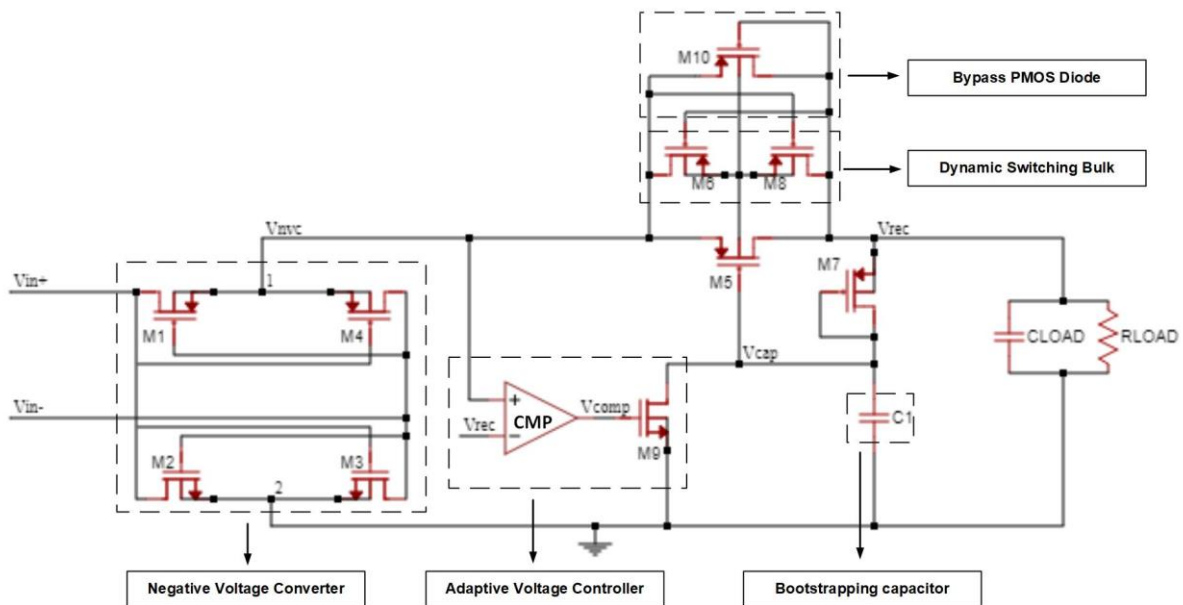 M10
Bypass PMOS Diode
M6
M8
Dynamic Switching Bulk
Vnvc
Vrec
Vin+
1
M5
M7
M1
M4
CLOAD
RLOAD
Vcap
Vin-
+
CMP
Vcomp
Vrec
−
M9
C1
M2
M3
2
Negative Voltage Converter
Adaptive Voltage Controller
Bootstrapping capacitor